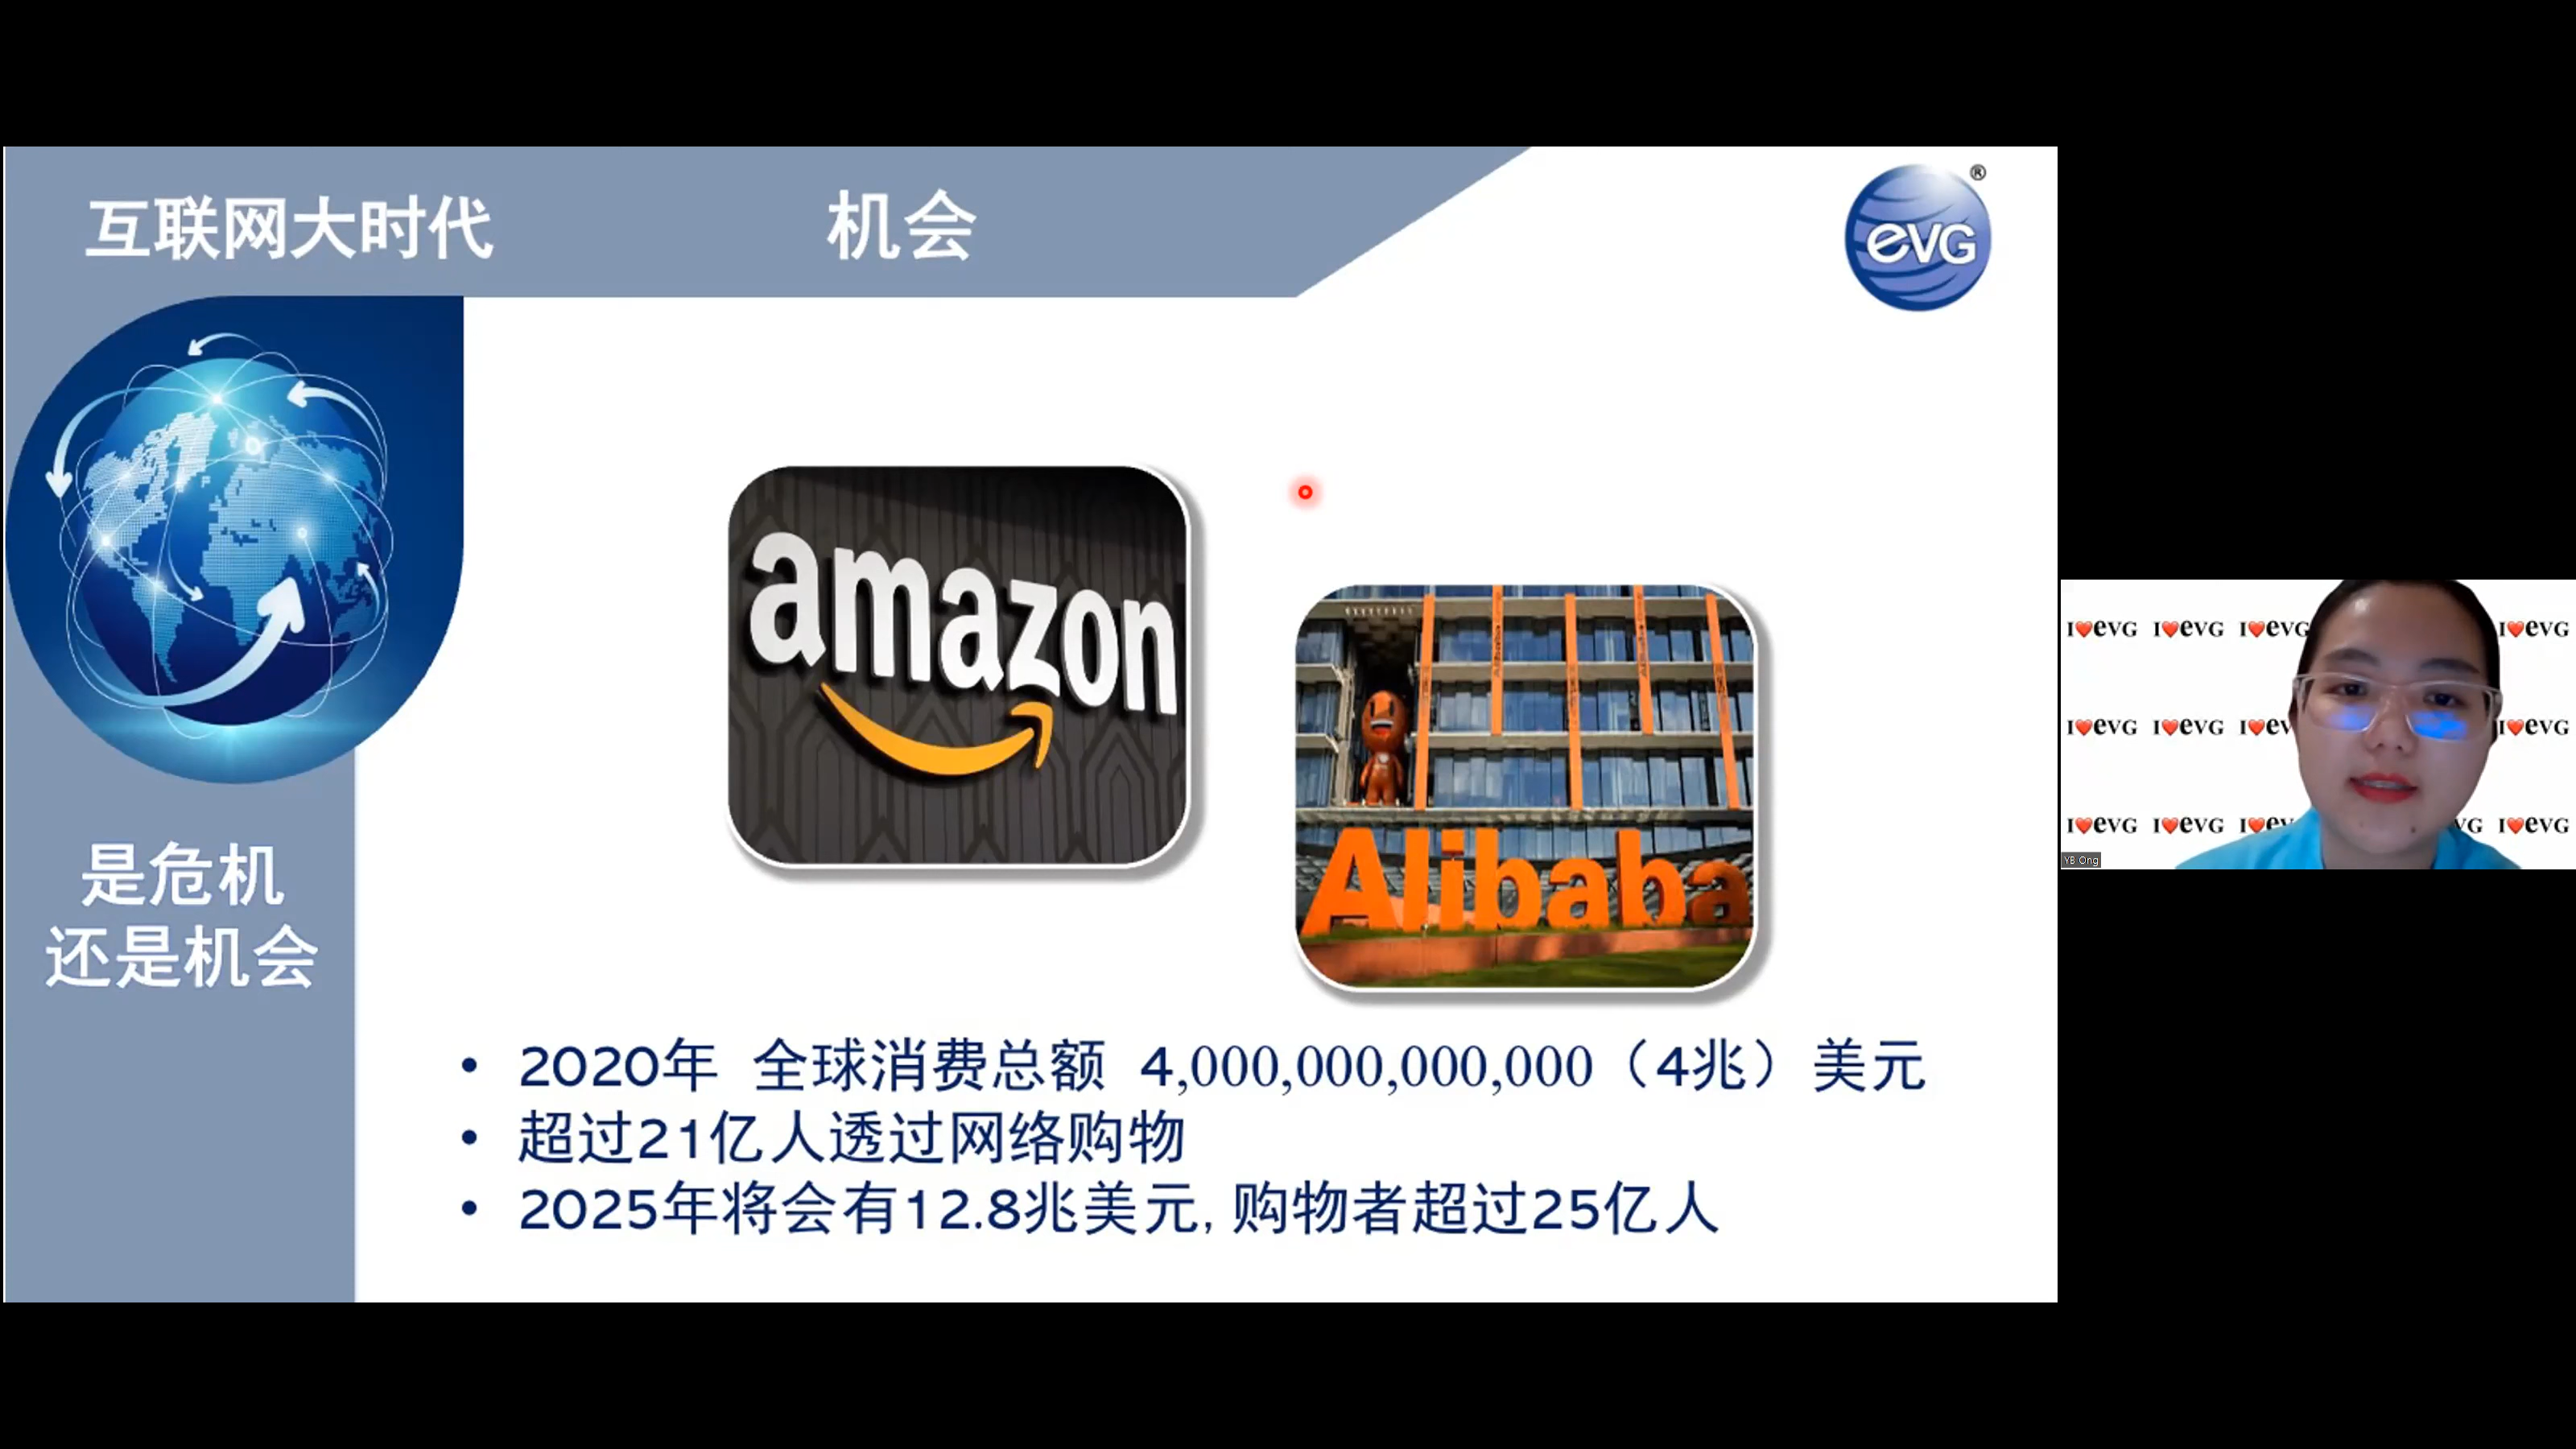 互联网大时代
机会
®
eVG
是危机
还是机会
amazon
Alibaba
• 2020年 全球消费总额 4,000,000,000,000（4兆）美元
• 超过21亿人透过网络购物
• 2025年将会有12.8兆美元, 购物者超过25亿人
I❤️eVG I❤️eVG I❤️eVG I❤️eVG
I❤️eVG I❤️eVG I❤️eV I❤️eVG
I❤️eVG I❤️eVG I❤️ev VG I❤️eVG
YB Ong